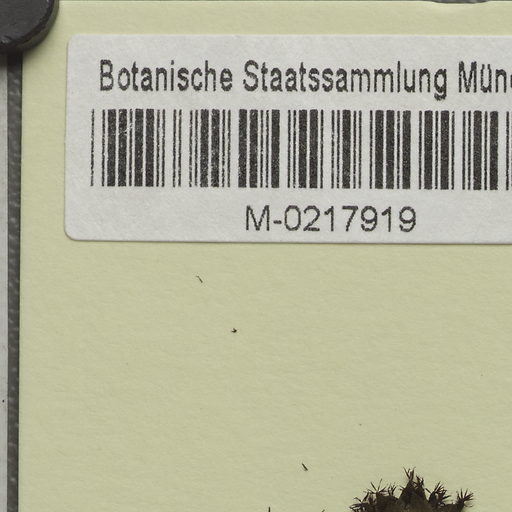 Botanische Staatssammlung
M-0217919